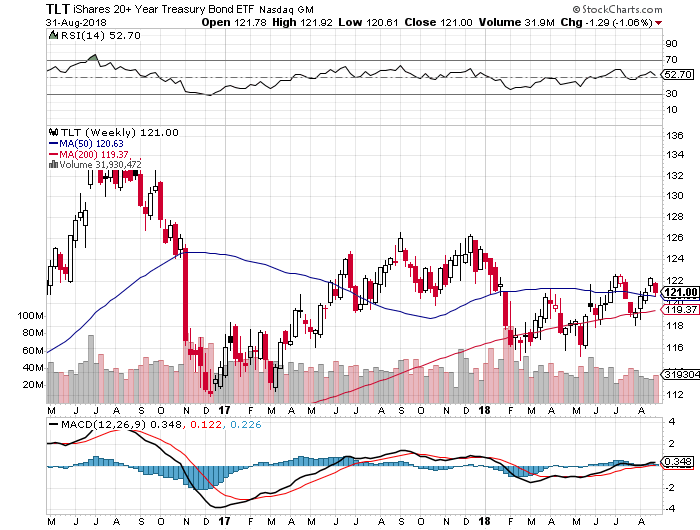 TLT iShares 20+ Year Treasury Bond ETF Nasdaq GM © StockCharts.com
31-Aug-2018 Open 121.78 High 121.92 Low 120.61 Close 121.00 Volume 31.9M Chg -1.29 (-1.06%)
RSI(14) 52.70
90
70
52.70
30
10
TLT (Weekly) 121.00
MA(50) 120.63
MA(200) 119.37
Volume 31,930,472
136
134
132
130
128
126
124
122
121.00
119.37
118
116
114
112
100M
80M
60M
40M
20M
M J J A S O N D 17 F M A M J J A S O N D 18 F M A M J J A
MACD(12,26,9) 0.348, 0.122, 0.226
4
2
0.348
-2
-4
M J J A S O N D 17 F M A M J J A S O N D 18 F M A M J J A